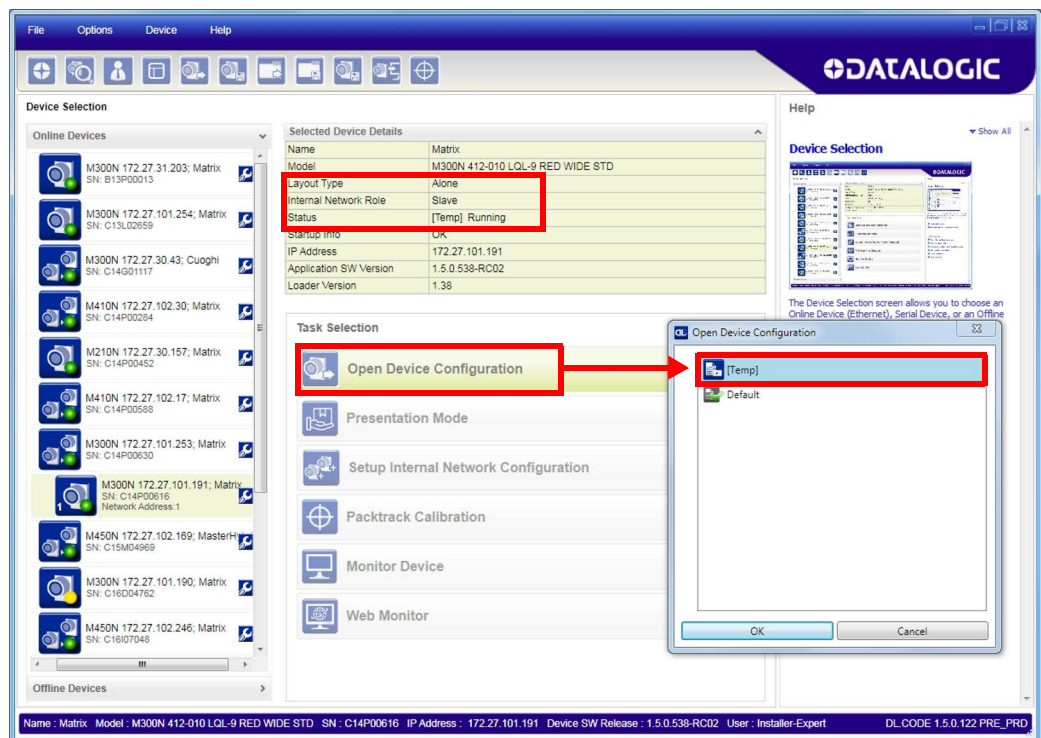 File Options Device Help
DATALOGIC
Device Selection
Online Devices
M300N 172.27.31.203; Matrix
SN: B13P00013
M300N 172.27.101.254; Matrix
SN: C13L02659
M300N 172.27.30.43; Cuoghi
SN: C14G01117
M410N 172.27.102.30; Matrix
SN: C14P00284
M210N 172.27.30.157; Matrix
SN: C14P00452
M410N 172.27.102.17; Matrix
SN: C14P00588
M300N 172.27.101.253; Matrix
SN: C14P00630
M300N 172.27.101.191; Matrix
SN: C14P00616
Network Address:1
1
M450N 172.27.102.169; MasterH
SN: C15M04969
M300N 172.27.101.190; Matrix
SN: C16D04762
M450N 172.27.102.246; Matrix
SN: C16I07048
Offline Devices
Selected Device Details
Name Matrix
Model M300N 412-010 LQL-9 RED WIDE STD
Layout Type Alone
Internal Network Role Slave
Status [Temp] Running
Startup Info OK
IP Address 172.27.101.191
Application SW Version 1.5.0.538-RC02
Loader Version 1.38
Task Selection
Open Device Configuration
Presentation Mode
Setup Internal Network Configuration
Packtrack Calibration
Monitor Device
Web Monitor
Help
Show All
Device Selection
The Device Selection screen allows you to choose an
Online Device (Ethernet), Serial Device, or an Offline
Open Device Configuration
[Temp]
Default
OK Cancel
Name : Matrix Model : M300N 412-010 LQL-9 RED WIDE STD SN : C14P00616 IP Address : 172.27.101.191 Device SW Release : 1.5.0.538-RC02 User : Installer-Expert DL.CODE 1.5.0.122 PRE_PRD